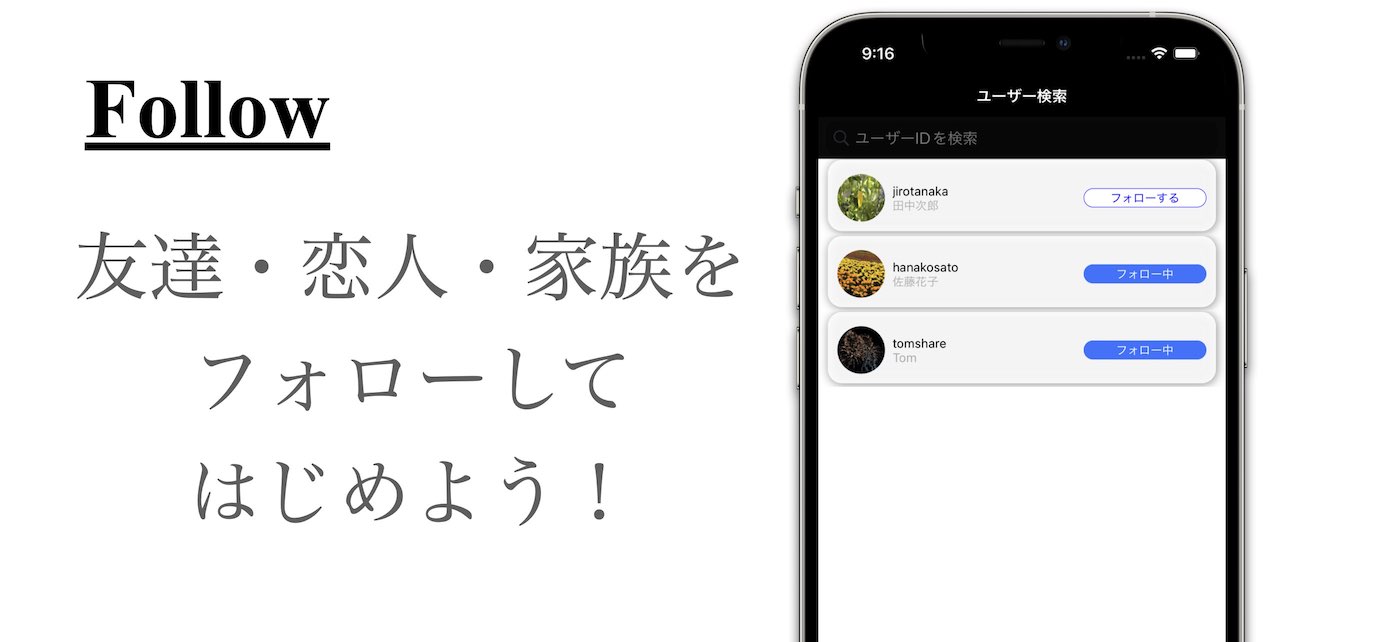 Follow
友達・恋人・家族を
フォローして
はじめよう！
9:16
ユーザー検索
ユーザーIDを検索
jirotanaka
田中次郎
フォローする
hanakosato
佐藤花子
フォロー中
tomshare
Tom
フォロー中